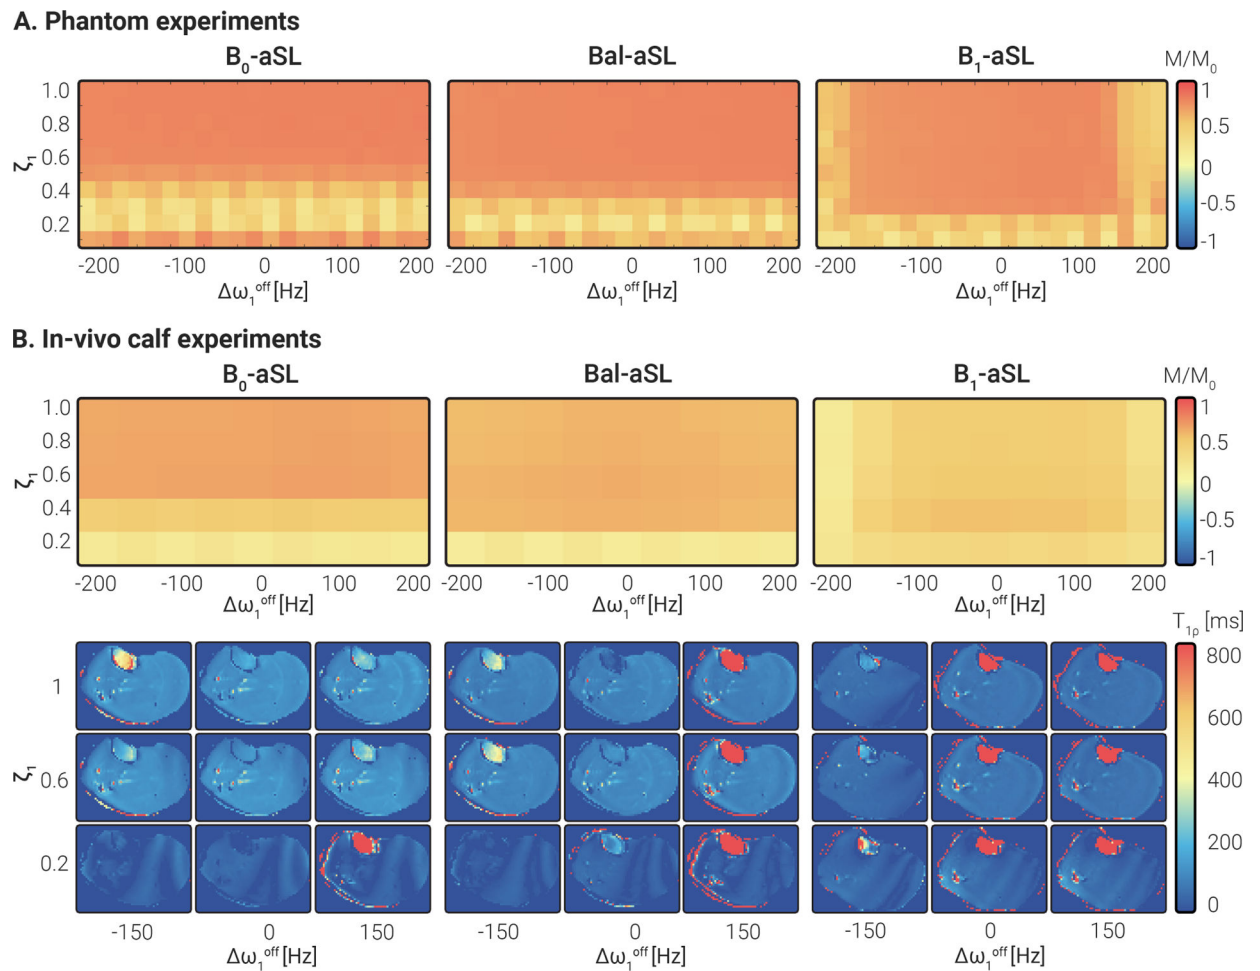 A. Phantom experiments
B₀-aSL Bal-aSL B₁-aSL M/M₀
1.0 0.8 0.6 0.4 0.2
ζ₁
-200 -100 0 100 200
Δω₁ᵒᶠᶠ [Hz]
-200 -100 0 100 200
Δω₁ᵒᶠᶠ [Hz]
-200 -100 0 100 200
Δω₁ᵒᶠᶠ [Hz]
1 0.5 0 -0.5 -1
B. In-vivo calf experiments
B₀-aSL Bal-aSL B₁-aSL M/M₀
1.0 0.8 0.6 0.4 0.2
ζ₁
-200 -100 0 100 200
Δω₁ᵒᶠᶠ [Hz]
-200 -100 0 100 200
Δω₁ᵒᶠᶠ [Hz]
-200 -100 0 100 200
Δω₁ᵒᶠᶠ [Hz]
1 0.5 0 -0.5 -1
T₁ρ [ms]
1 0.6 0.2
ζ₁
800 600 400 200 0
-150 0 150
Δω₁ᵒᶠᶠ [Hz]
-150 0 150
Δω₁ᵒᶠᶠ [Hz]
-150 0 150
Δω₁ᵒᶠᶠ [Hz]